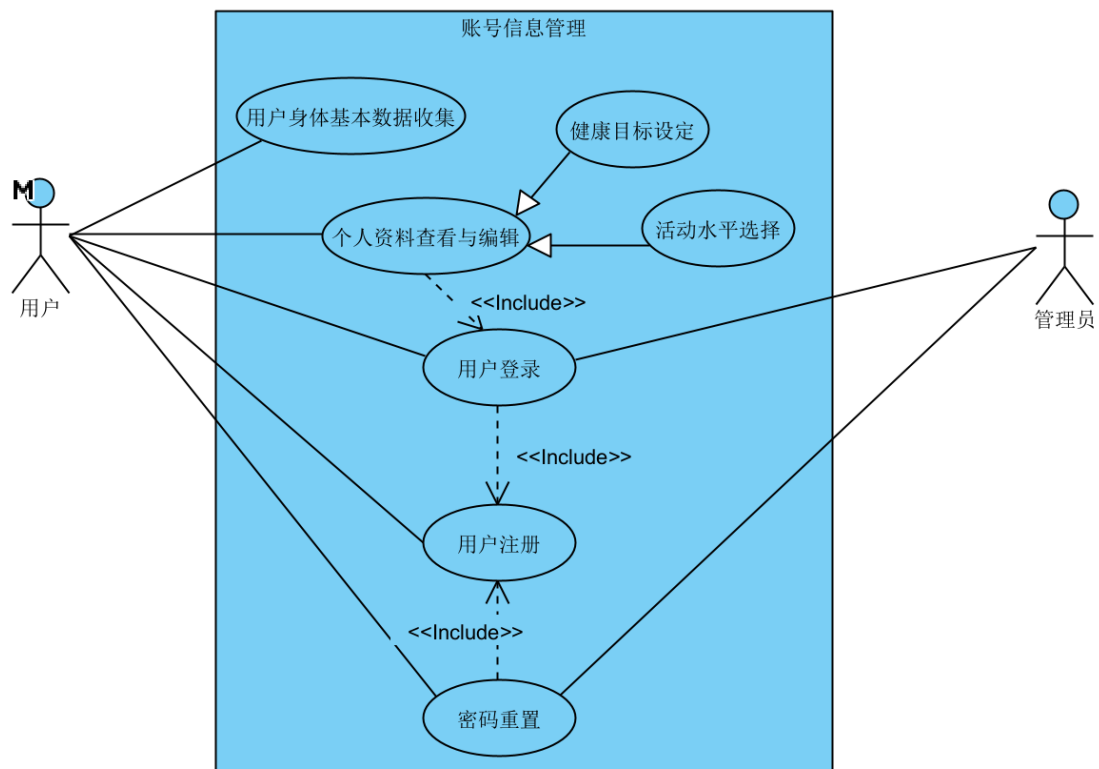 账号信息管理
用户身体基本数据收集
健康目标设定
M
个人资料查看与编辑
活动水平选择
用户
<<Include>>
管理员
用户登录
<<Include>>
用户注册
<<Include>>
密码重置